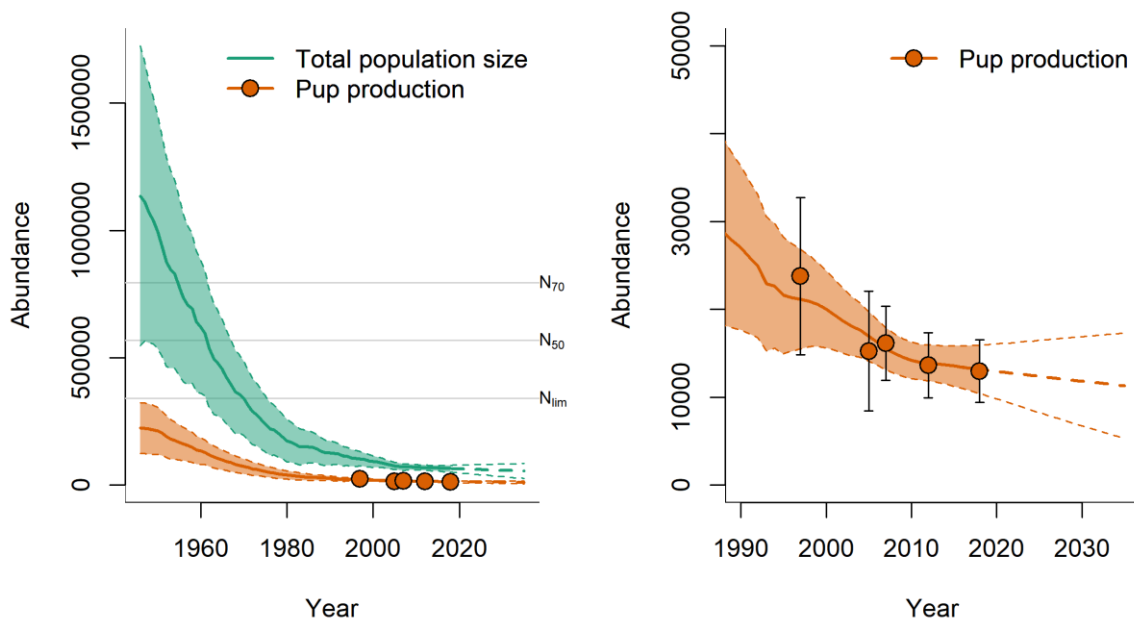 Total population size
Pup production
Abundance
1500000
1000000
500000
0
N70
N50
Nlim
1960
1980
2000
2020
Year
Pup production
Abundance
50000
30000
10000
0
1990
2000
2010
2020
2030
Year